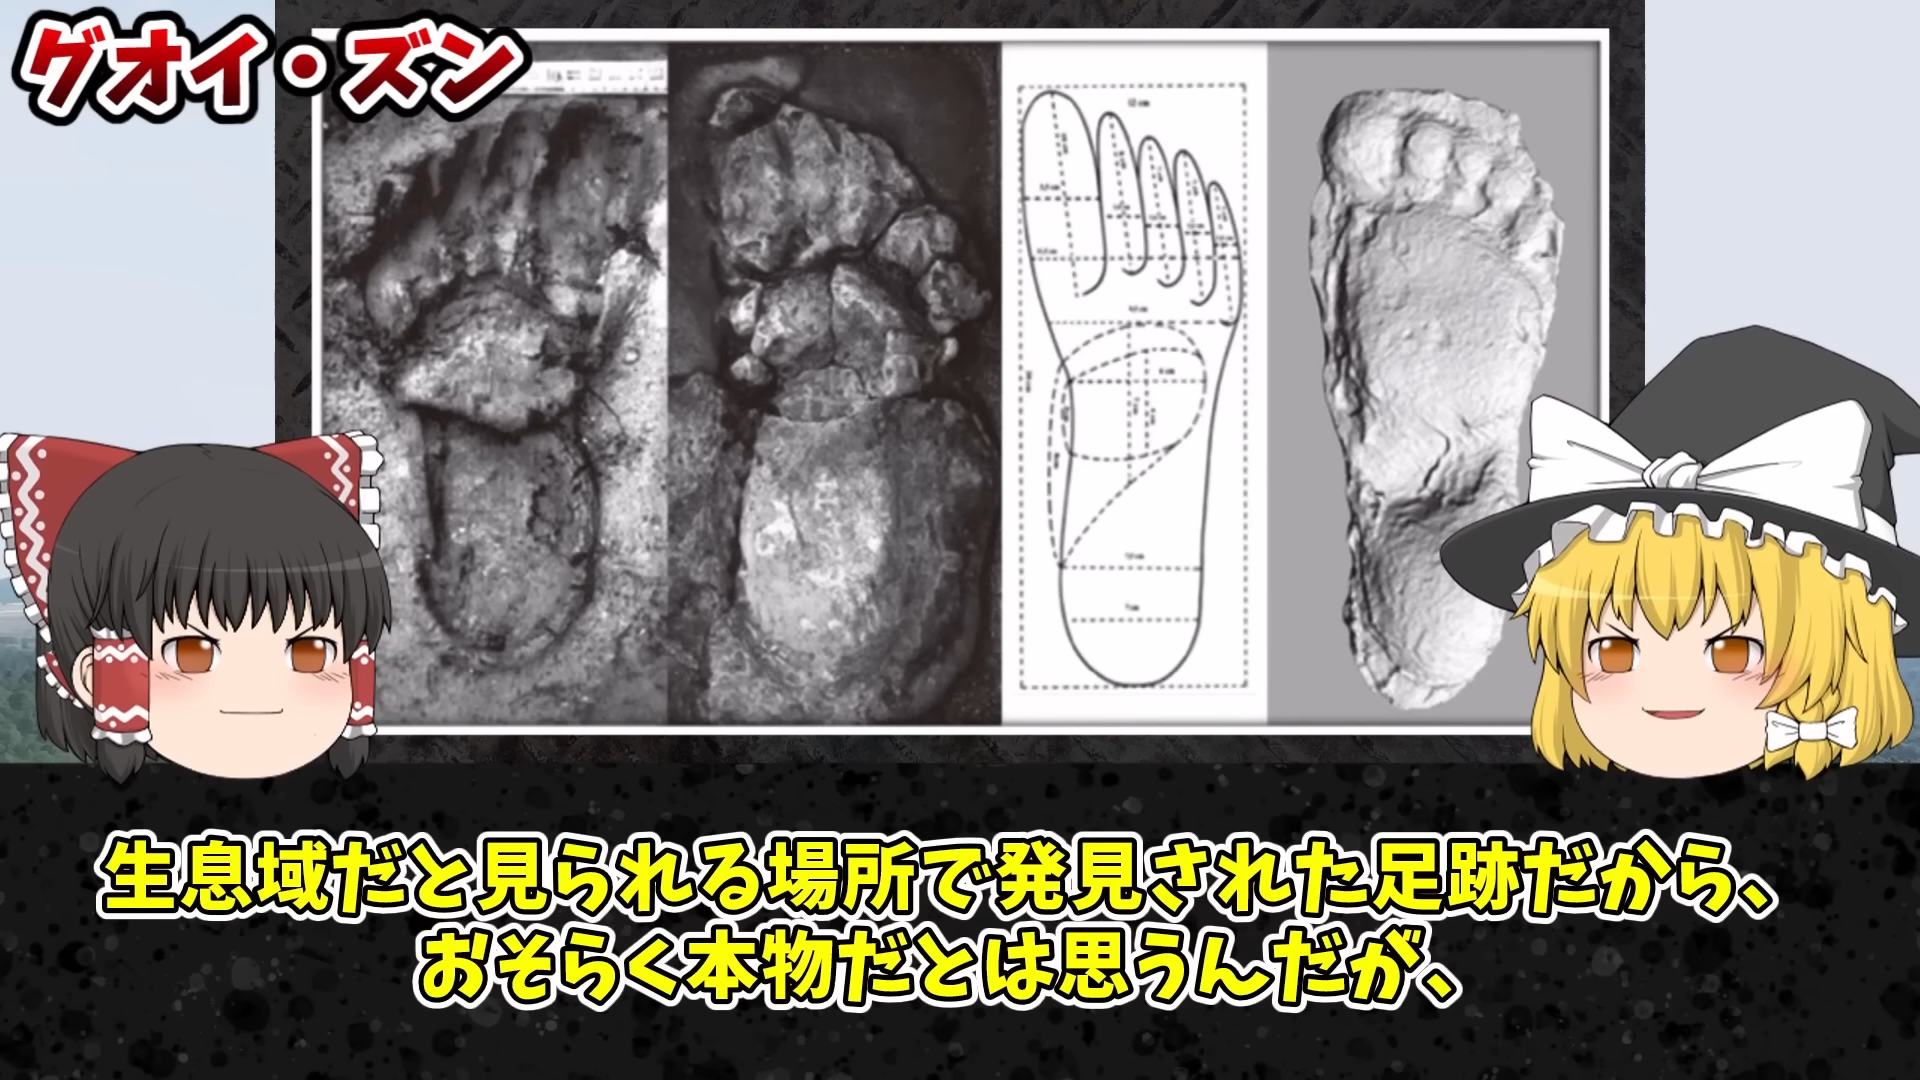 グオイ・ズン
生息域だと見られる場所で発見された足跡だから、
おそらく本物だとは思うんだが、